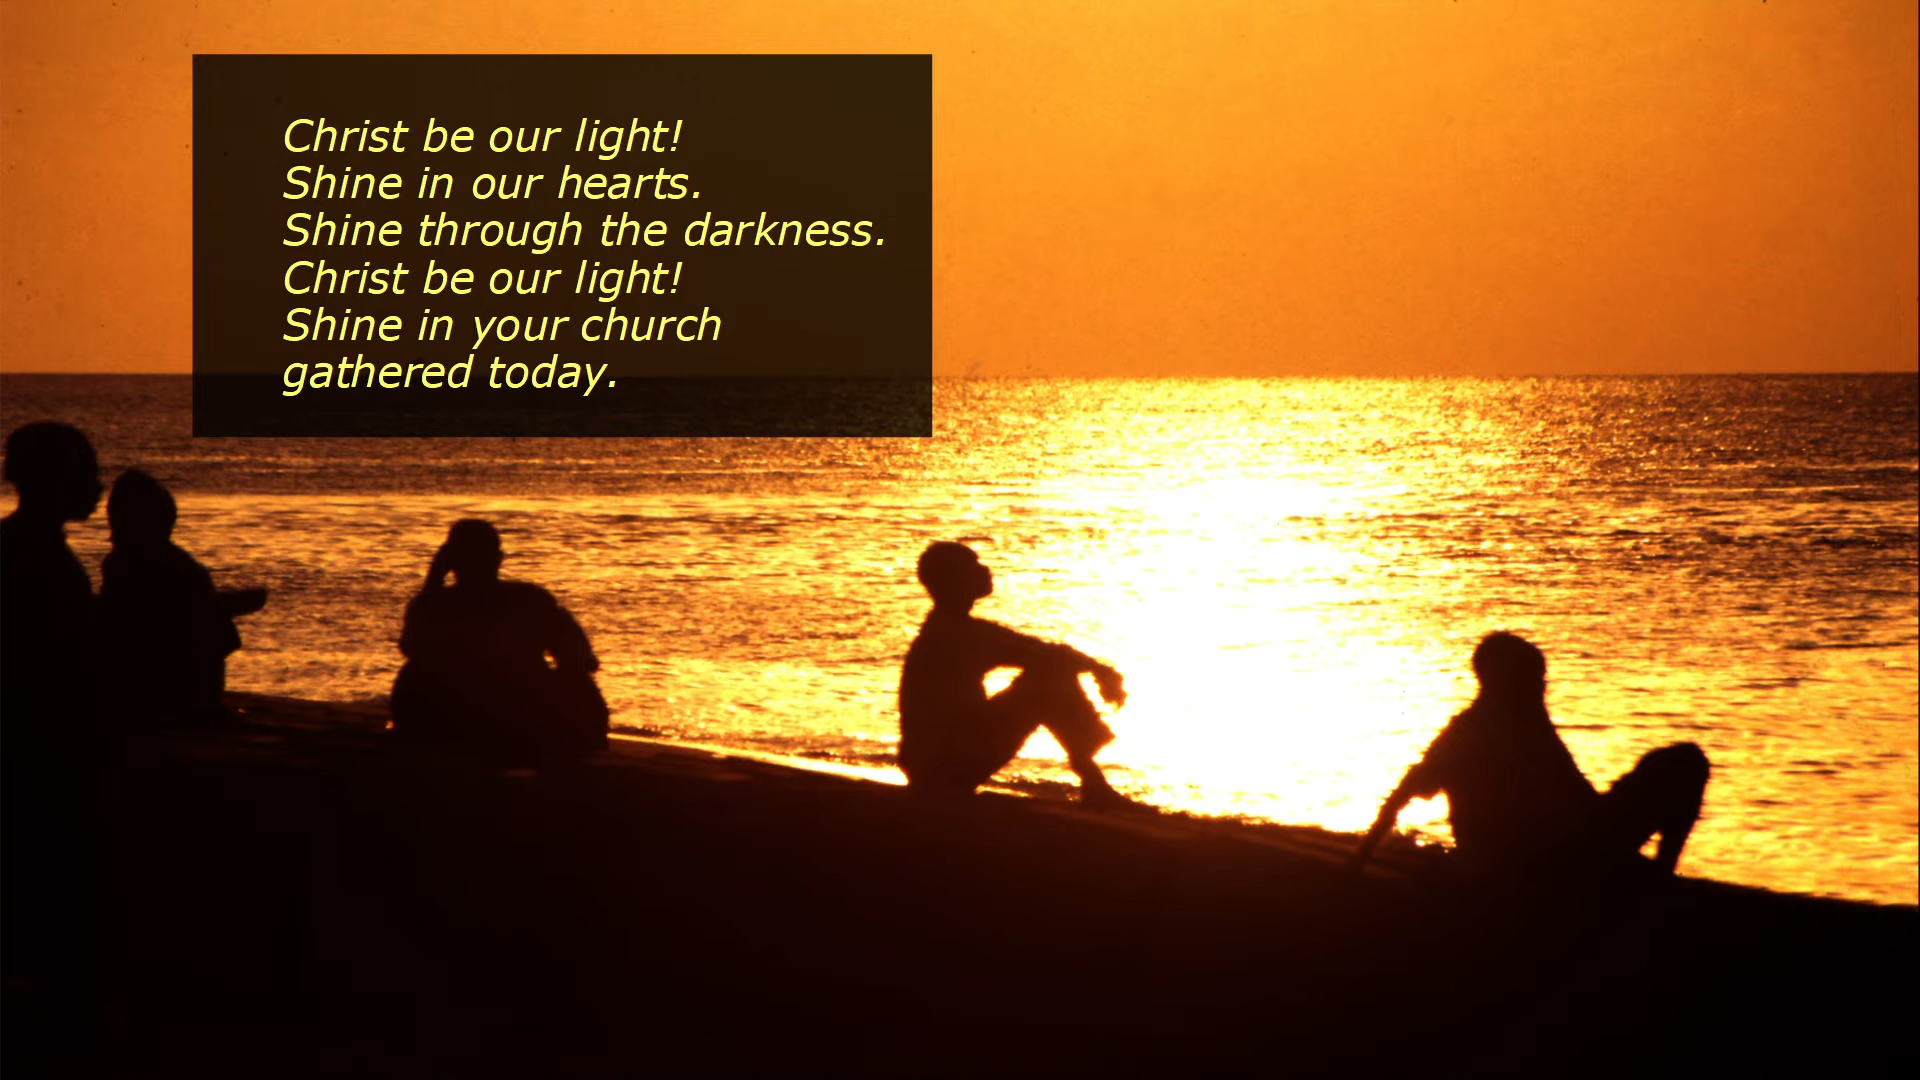 Christ be our light!
Shine in our hearts.
Shine through the darkness.
Christ be our light!
Shine in your church
gathered today.